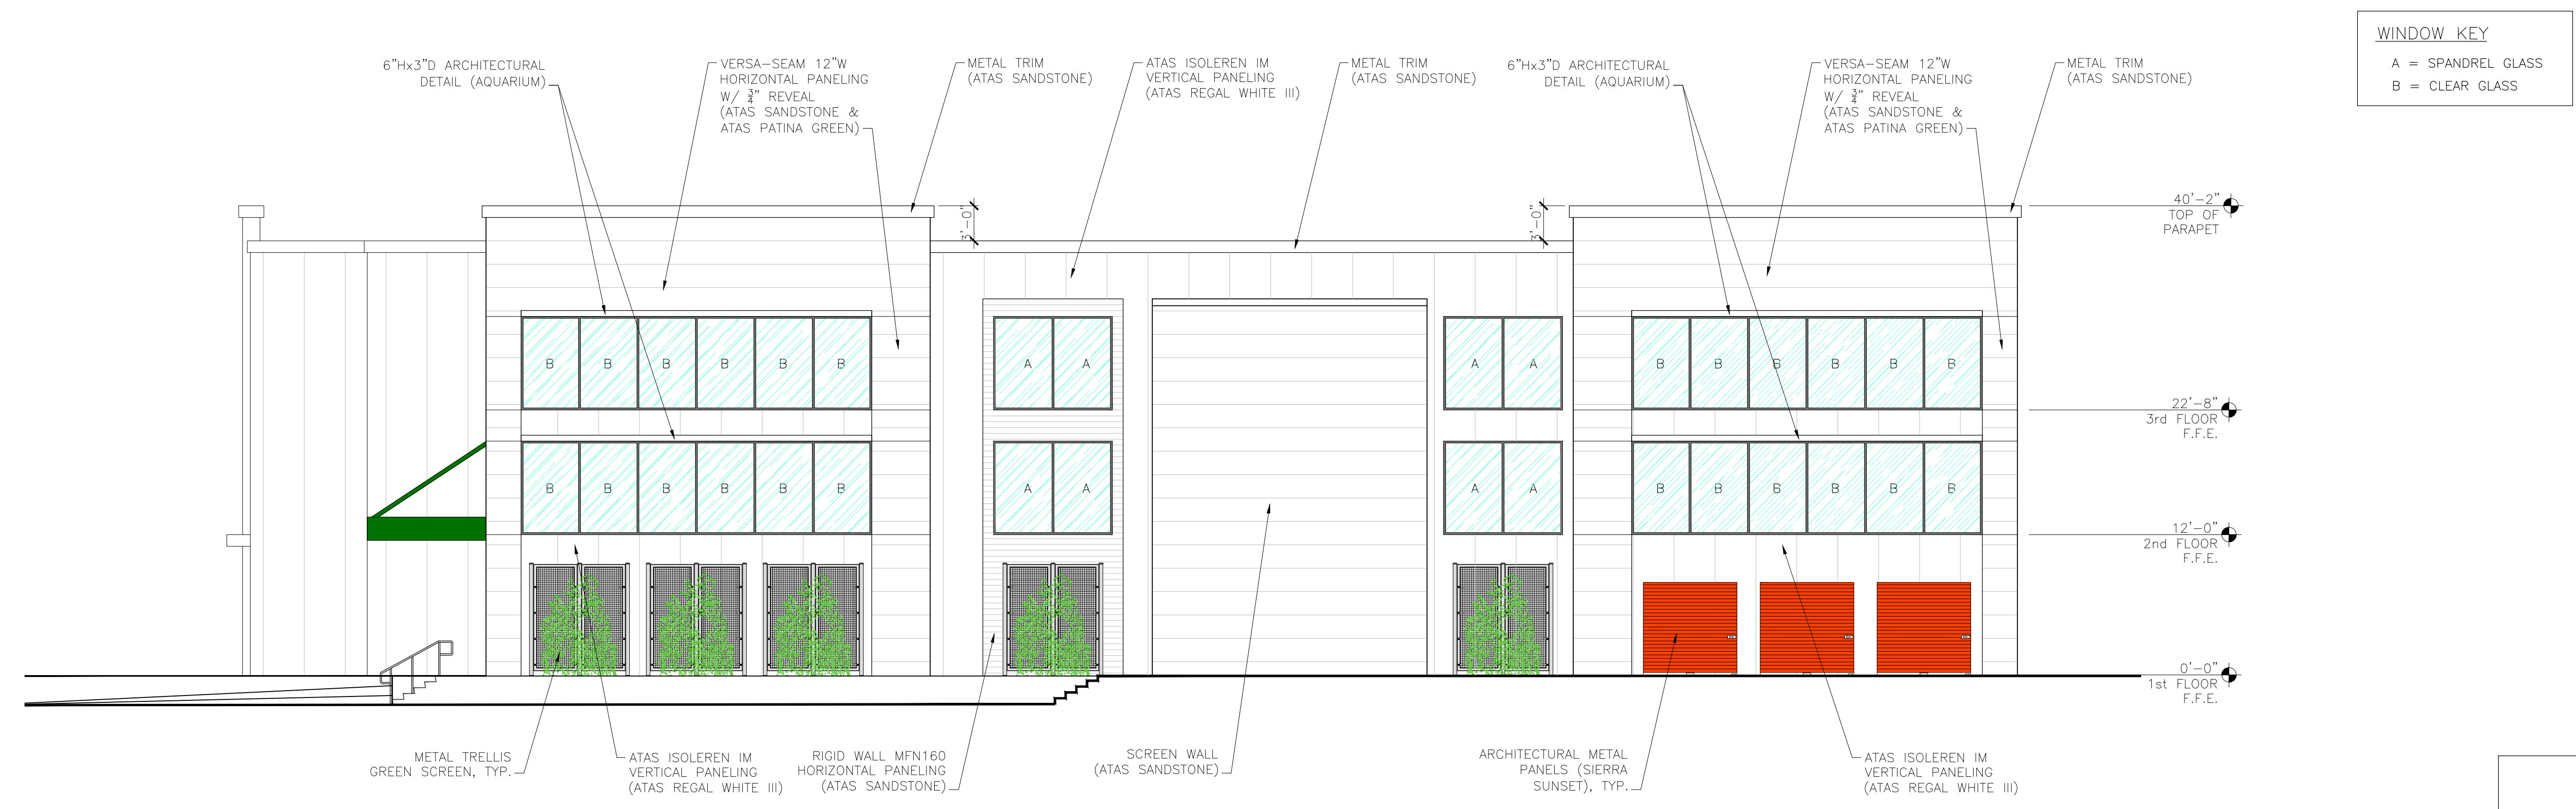 WINDOW KEY
A = SPANDREL GLASS
B = CLEAR GLASS
6"Hx3"D ARCHITECTURAL
DETAIL (AQUARIUM)
VERSA-SEAM 12"W
HORIZONTAL PANELING
W/ 3/4" REVEAL
(ATAS SANDSTONE &
ATAS PATINA GREEN)
METAL TRIM
(ATAS SANDSTONE)
ATAS ISOLEREN IM
VERTICAL PANELING
(ATAS REGAL WHITE III)
METAL TRIM
(ATAS SANDSTONE)
6"Hx3"D ARCHITECTURAL
DETAIL (AQUARIUM)
VERSA-SEAM 12"W
HORIZONTAL PANELING
W/ 3/4" REVEAL
(ATAS SANDSTONE &
ATAS PATINA GREEN)
METAL TRIM
(ATAS SANDSTONE)
3'-0"
3'-0"
40'-2"
TOP OF
PARAPET
B B B B B B A A A A B B B B B B
22'-8"
3rd FLOOR
F.F.E.
B B B B B B A A A A B B B B B B
12'-0"
2nd FLOOR
F.F.E.
0'-0"
1st FLOOR
F.F.E.
METAL TRELLIS
GREEN SCREEN, TYP.
ATAS ISOLEREN IM
VERTICAL PANELING
(ATAS REGAL WHITE III)
RIGID WALL MFN160
HORIZONTAL PANELING
(ATAS SANDSTONE)
SCREEN WALL
(ATAS SANDSTONE)
ARCHITECTURAL METAL
PANELS (SIERRA
SUNSET), TYP.
ATAS ISOLEREN IM
VERTICAL PANELING
(ATAS REGAL WHITE III)